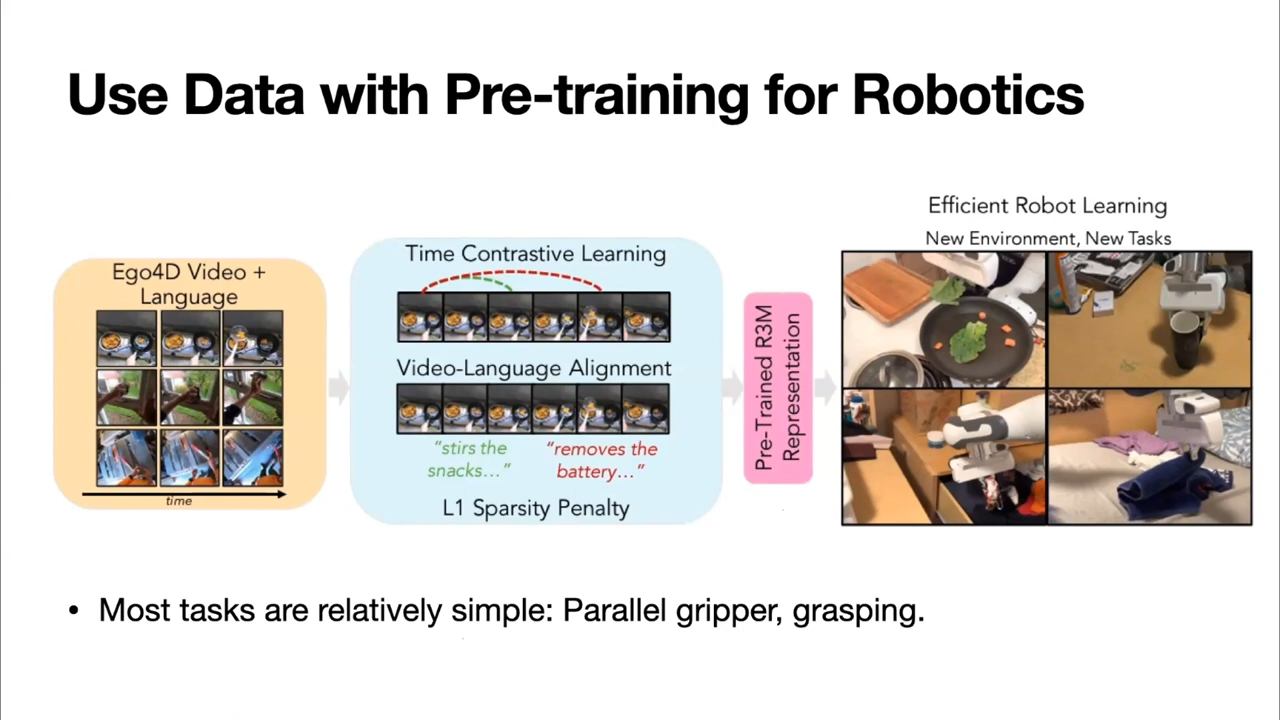 Use Data with Pre-training for Robotics
Ego4D Video +
Language
time
Time Contrastive Learning
Video-Language Alignment
“stirs the
snacks…”
“removes the
battery…”
L1 Sparsity Penalty
Pre-Trained R3M
Representation
Efficient Robot Learning
New Environment, New Tasks
• Most tasks are relatively simple: Parallel gripper, grasping.